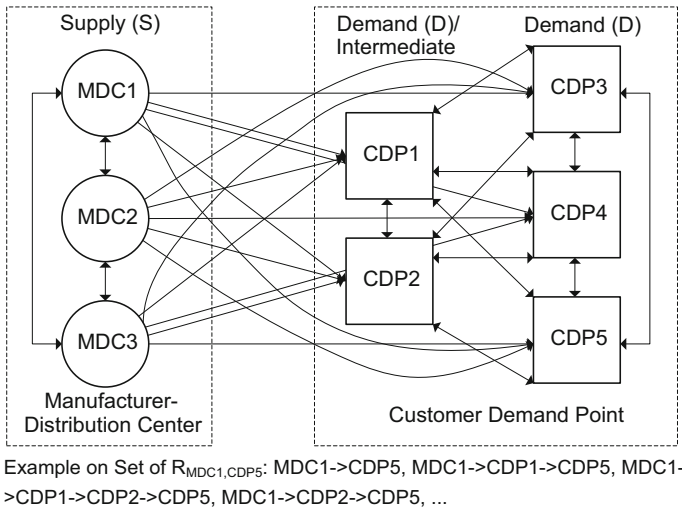 Supply (S)
Demand (D)/
Intermediate
Demand (D)
MDC1
MDC2
MDC3
CDP1
CDP2
CDP3
CDP4
CDP5
Manufacturer-
Distribution Center
Customer Demand Point
Example on Set of RMDC1,CDP5: MDC1->CDP5, MDC1->CDP1->CDP5, MDC1-
>CDP1->CDP2->CDP5, MDC1->CDP2->CDP5, ...